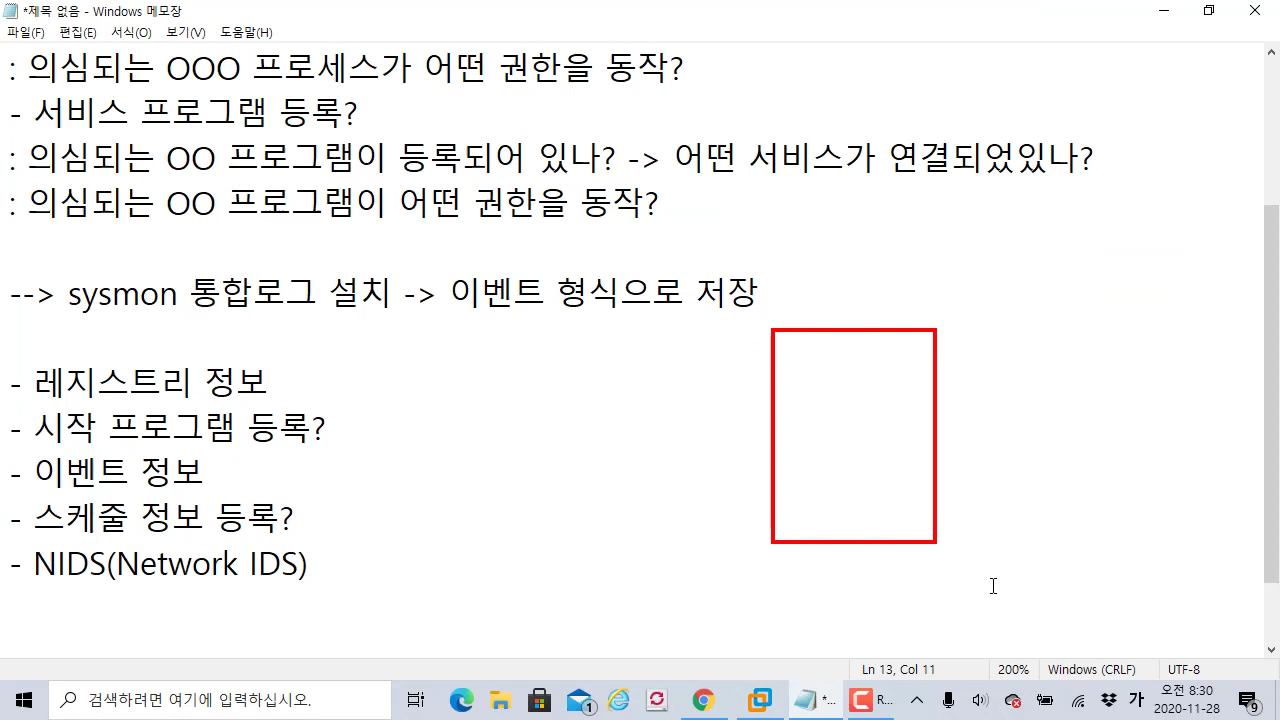 *제목 없음 - Windows 메모장
파일(F) 편집(E) 서식(O) 보기(V) 도움말(H)
: 의심되는 OOO 프로세스가 어떤 권한을 동작?
- 서비스 프로그램 등록?
: 의심되는 OO 프로그램이 등록되어 있나? -> 어떤 서비스가 연결되었있나?
: 의심되는 OO 프로그램이 어떤 권한을 동작?
--> sysmon 통합로그 설치 -> 이벤트 형식으로 저장
- 레지스트리 정보
- 시작 프로그램 등록?
- 이벤트 정보
- 스케줄 정보 등록?
- NIDS(Network IDS)
Ln 13, Col 11 200% Windows (CRLF) UTF-8
검색하려면 여기에 입력하십시오. 1 *... R... 가 오전 8:30
2020-11-28 9